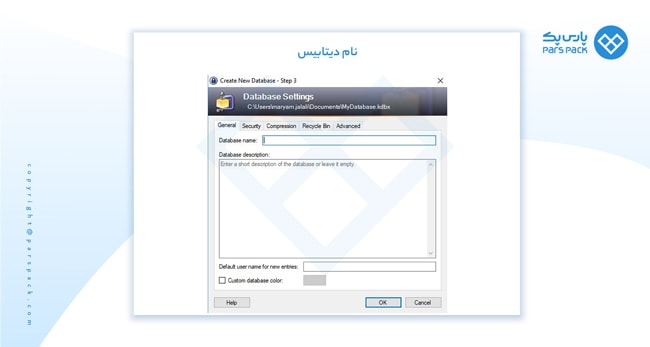 پارس پک
PARS PACK
نام دیتابیس
Create New Database - Step 3
Database Settings
C:\Users\maryam.jalali\Documents\MyDatabase.kdbx
General Security Compression Recycle Bin Advanced
Database name:
Database description:
Enter a short description of the database or leave it empty.
Default user name for new entries:
Custom database color:
Help OK Cancel
copyright@parspack.com